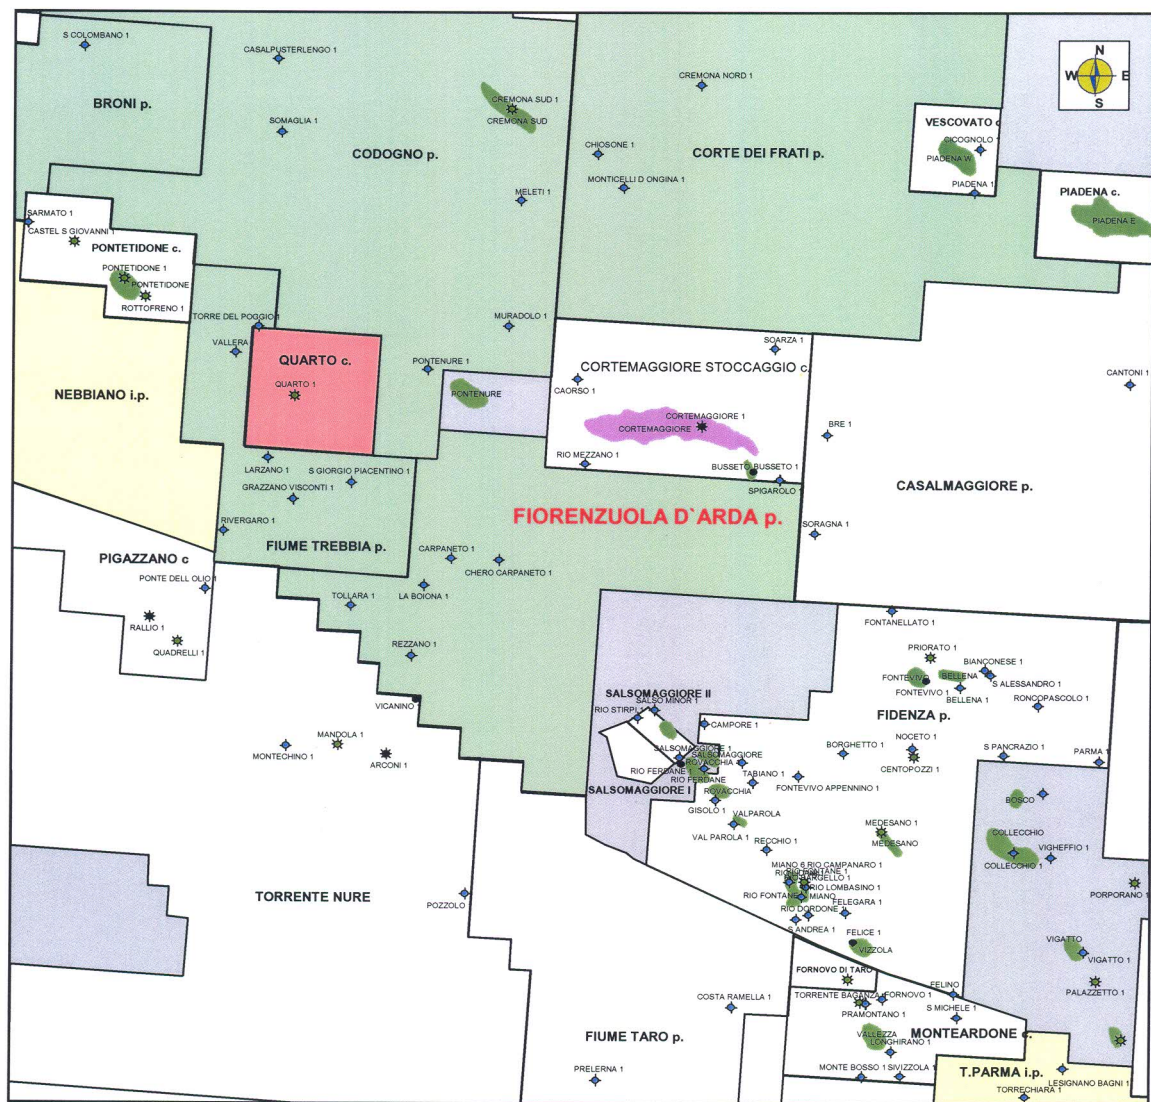 S COLOMBANO 1
CASALPUSTERLENGO 1
N
W E
S
CREMONA NORD 1
BRONI p.
CREMONA SUD 1
CREMONA SUD
SOMAGLIA 1
VESCOVATO c
CICOGNOLO 1
CODOGNO p.
CHIOSONE 1
CORTE DEI FRATI p.
PIADENA W
MONTICELLI D ONGINA 1
MELETI 1
PIADENA 1
PIADENA c.
PIADENA E
SARMATO 1
CASTEL S GIOVANNI 1
PONTETIDONE c.
PONTETIDONE 1
PONTETIDONE
ROTTOFRENO 1
TORRE DEL POGGIO 1
MURADOLO 1
VALLERA
SOARZA 1
QUARTO c.
PONTENURE 1
CORTEMAGGIORE STOCCAGGIO c.
CANTONI 1
NEBBIANO i.p.
QUARTO 1
PONTENURE
CAORSO 1
CORTEMAGGIORE 1
CORTEMAGGIORE
BRE 1
RIO MEZZANO 1
LARZANO 1
BUSSETO BUSSETO 1
S GIORGIO PIACENTINO 1
GRAZZANO VISCONTI 1
SPIGAROLO 1
CASALMAGGIORE p.
FIORENZUOLA D`ARDA p.
RIVERGARO 1
SORAGNA 1
FIUME TREBBIA p.
PIGAZZANO c
CARPANETO 1
CHERO CARPANETO 1
PONTE DELL OLIO 1
LA BOIONA 1
TOLLARA 1
RALLIO 1
FONTANELLATO 1
QUADRELLI 1
REZZANO 1
PRIORATO 1
BIANCONESE 1
FONTEVIVO
BELLENA
S ALESSANDRO 1
FONTEVIVO 1
BELLENA 1
SALSOMAGGIORE II
SALSO MINOR 1
VICANINO
RIO STIRPI 1
RONCOPASCOLO 1
CAMPORE 1
FIDENZA p.
MANDOLA 1
MONTECHINO 1
ARCONI 1
SALSOMAGGIORE 1
SALSOMAGGIORE
BORGHETTO 1
NOCETO 1
S PANCRAZIO 1
PARMA 1
ROVACCHIA
RIO FERDANE 1
RIO FERDANE
CENTOPOZZI 1
TABIANO 1
FONTEVIVO APPENNINO 1
SALSOMAGGIORE I
ROVACCHIA
GISOLO 1
BOSCO
VALPAROLA
VAL PAROLA 1
MEDESANO 1
MEDESANO
COLLECCHIO
RECCHIO 1
COLLECCHIO 1
VIGHEFFIO 1
MIANO 6
RIO CAMPANARO 1
RIO LOMBASINO 1
PORPORANO 1
TORRENTE NURE
POZZOLO
RIO FONTANE
MIANO
RIO DORDONE 1
FELEGARA 1
S ANDREA 1
FELICE 1
VIZZOLA
VIGATTO
VIGATTO 1
FORNOVO DI TARO
FELINO
PALAZZETTO 1
TORRENTE BAGANZA
FORNOVO 1
COSTA RAMELLA 1
PRAMONTANO 1
S MICHELE 1
FIUME TARO p.
VALLEZZA
MONTEARDONE c.
LONGHIRANO 1
PRELERNA 1
MONTE BOSSO 1
SIVIZZOLA 1
T.PARMA i.p.
LESIGNANO BAGNI 1
TORRECHIARA 1